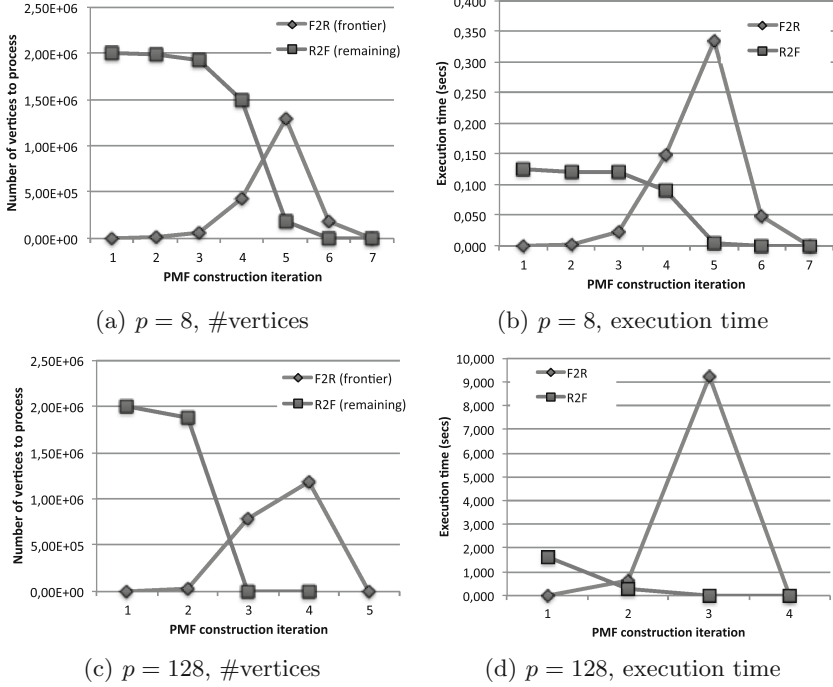 2,50E+06
2,00E+06
1,50E+06
1,00E+06
5,00E+05
0,00E+00
Number of vertices to process
F2R (frontier)
R2F (remaining)
1 2 3 4 5 6 7
PMF construction iteration
(a) p = 8, #vertices
0,400
0,350
0,300
0,250
0,200
0,150
0,100
0,050
0,000
Execution time (secs)
F2R
R2F
1 2 3 4 5 6 7
PMF construction iteration
(b) p = 8, execution time
2,50E+06
2,00E+06
1,50E+06
1,00E+06
5,00E+05
0,00E+00
Number of vertices to process
F2R (frontier)
R2F (remaining)
1 2 3 4 5
PMF construction iteration
(c) p = 128, #vertices
10,000
9,000
8,000
7,000
6,000
5,000
4,000
3,000
2,000
1,000
0,000
Execution time (secs)
F2R
R2F
1 2 3 4
PMF construction iteration
(d) p = 128, execution time